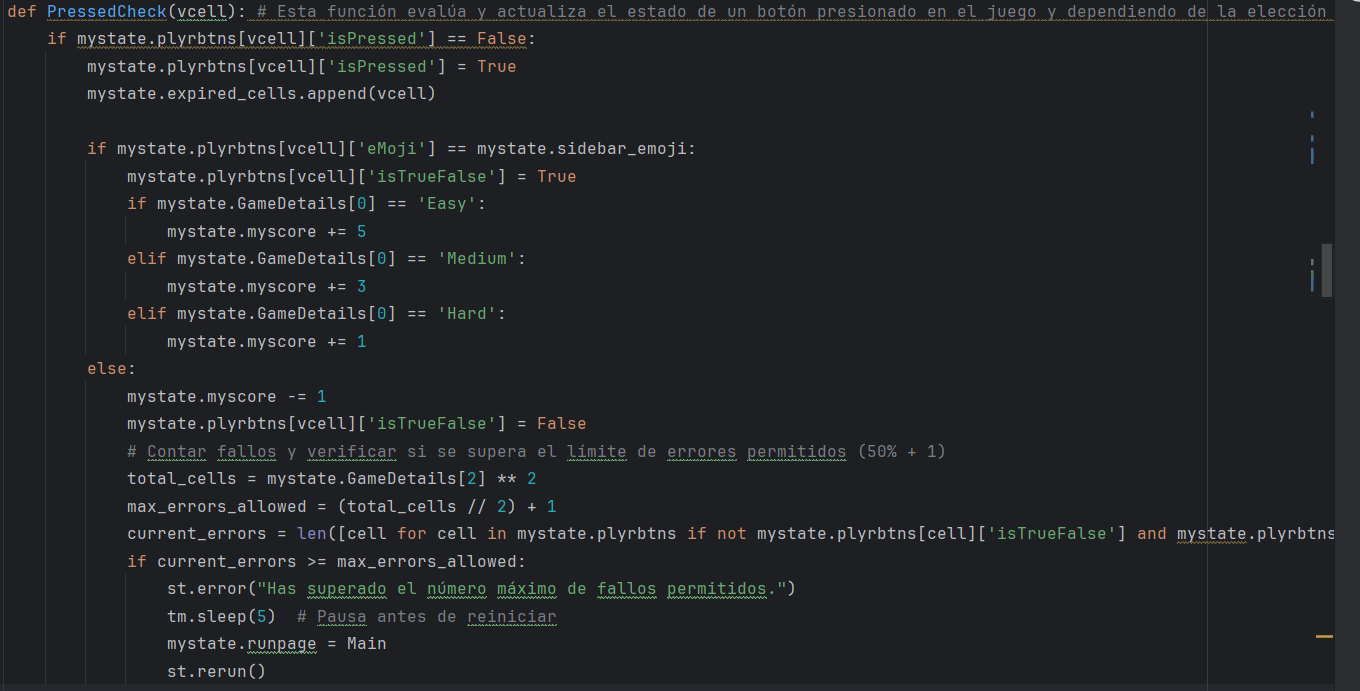 def PressedCheck(vcell): # Esta función evalúa y actualiza el estado de un botón presionado en el juego y dependiendo de la elección
    if mystate.plyrbtns[vcell]['isPressed'] == False:
        mystate.plyrbtns[vcell]['isPressed'] = True
        mystate.expired_cells.append(vcell)

        if mystate.plyrbtns[vcell]['eMoji'] == mystate.sidebar_emoji:
            mystate.plyrbtns[vcell]['isTrueFalse'] = True
            if mystate.GameDetails[0] == 'Easy':
                mystate.myscore += 5
            elif mystate.GameDetails[0] == 'Medium':
                mystate.myscore += 3
            elif mystate.GameDetails[0] == 'Hard':
                mystate.myscore += 1
        else:
            mystate.myscore -= 1
            mystate.plyrbtns[vcell]['isTrueFalse'] = False
            # Contar fallos y verificar si se supera el límite de errores permitidos (50% + 1)
            total_cells = mystate.GameDetails[2] ** 2
            max_errors_allowed = (total_cells // 2) + 1
            current_errors = len([cell for cell in mystate.plyrbtns if not mystate.plyrbtns[cell]['isTrueFalse'] and mystate.plyrbtns
            if current_errors >= max_errors_allowed:
                st.error("Has superado el número máximo de fallos permitidos.")
                tm.sleep(5)  # Pausa antes de reiniciar
                mystate.runpage = Main
                st.rerun()